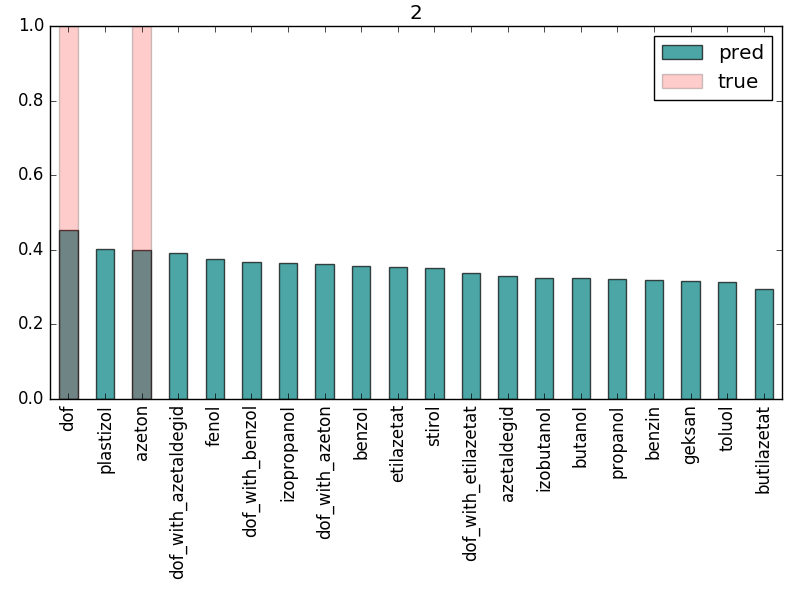 2
1.0
0.8
0.6
0.4
0.2
0.0
pred
true
dof
plastizol
azeton
dof_with_azetaldegid
fenol
dof_with_benzol
izopropanol
dof_with_azeton
benzol
etilazetat
stirol
dof_with_etilazetat
azetaldegid
izobutanol
butanol
propanol
benzin
geksan
toluol
butilazetat